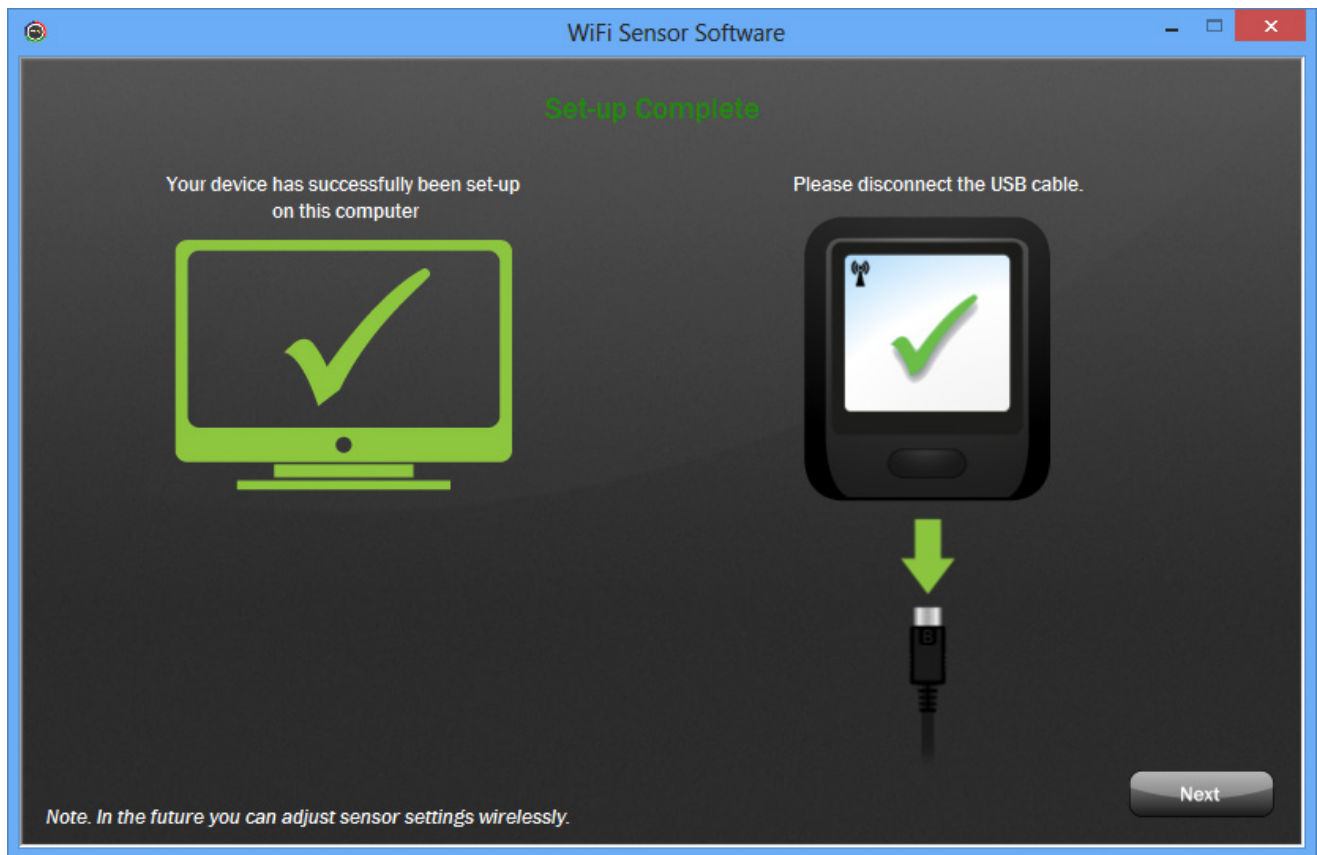 WiFi Sensor Software
Set-up Complete
Your device has successfully been set-up
on this computer
Please disconnect the USB cable.
B
Note. In the future you can adjust sensor settings wirelessly.
Next